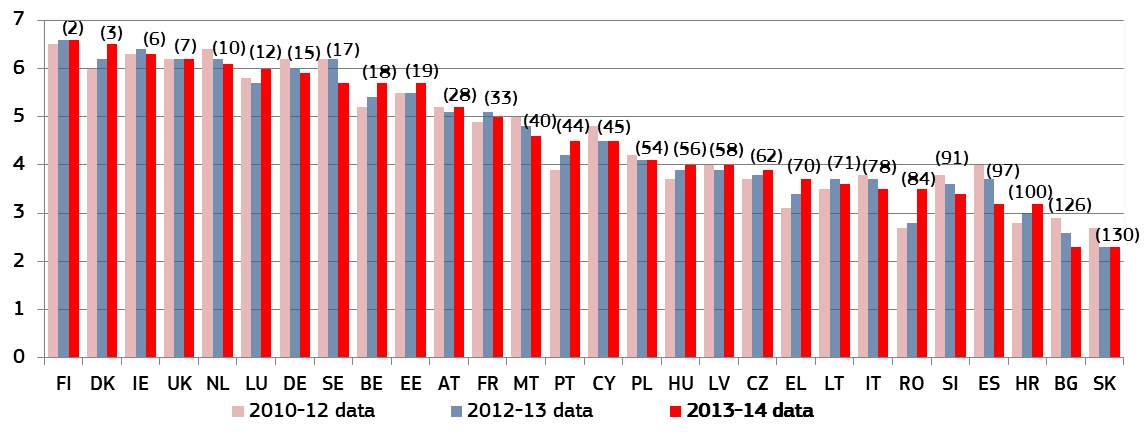 7
(2) (3) (6) (7) (10) (12) (15) (17) (18) (19) (28) (33) (40) (44) (45) (54) (56) (58) (62) (70) (71) (78) (84) (91) (97) (100) (126) (130)
6
5
4
3
2
1
0
FI DK IE UK NL LU DE SE BE EE AT FR MT PT CY PL HU LV CZ EL LT IT RO SI ES HR BG SK
2010-12 data 2012-13 data 2013-14 data